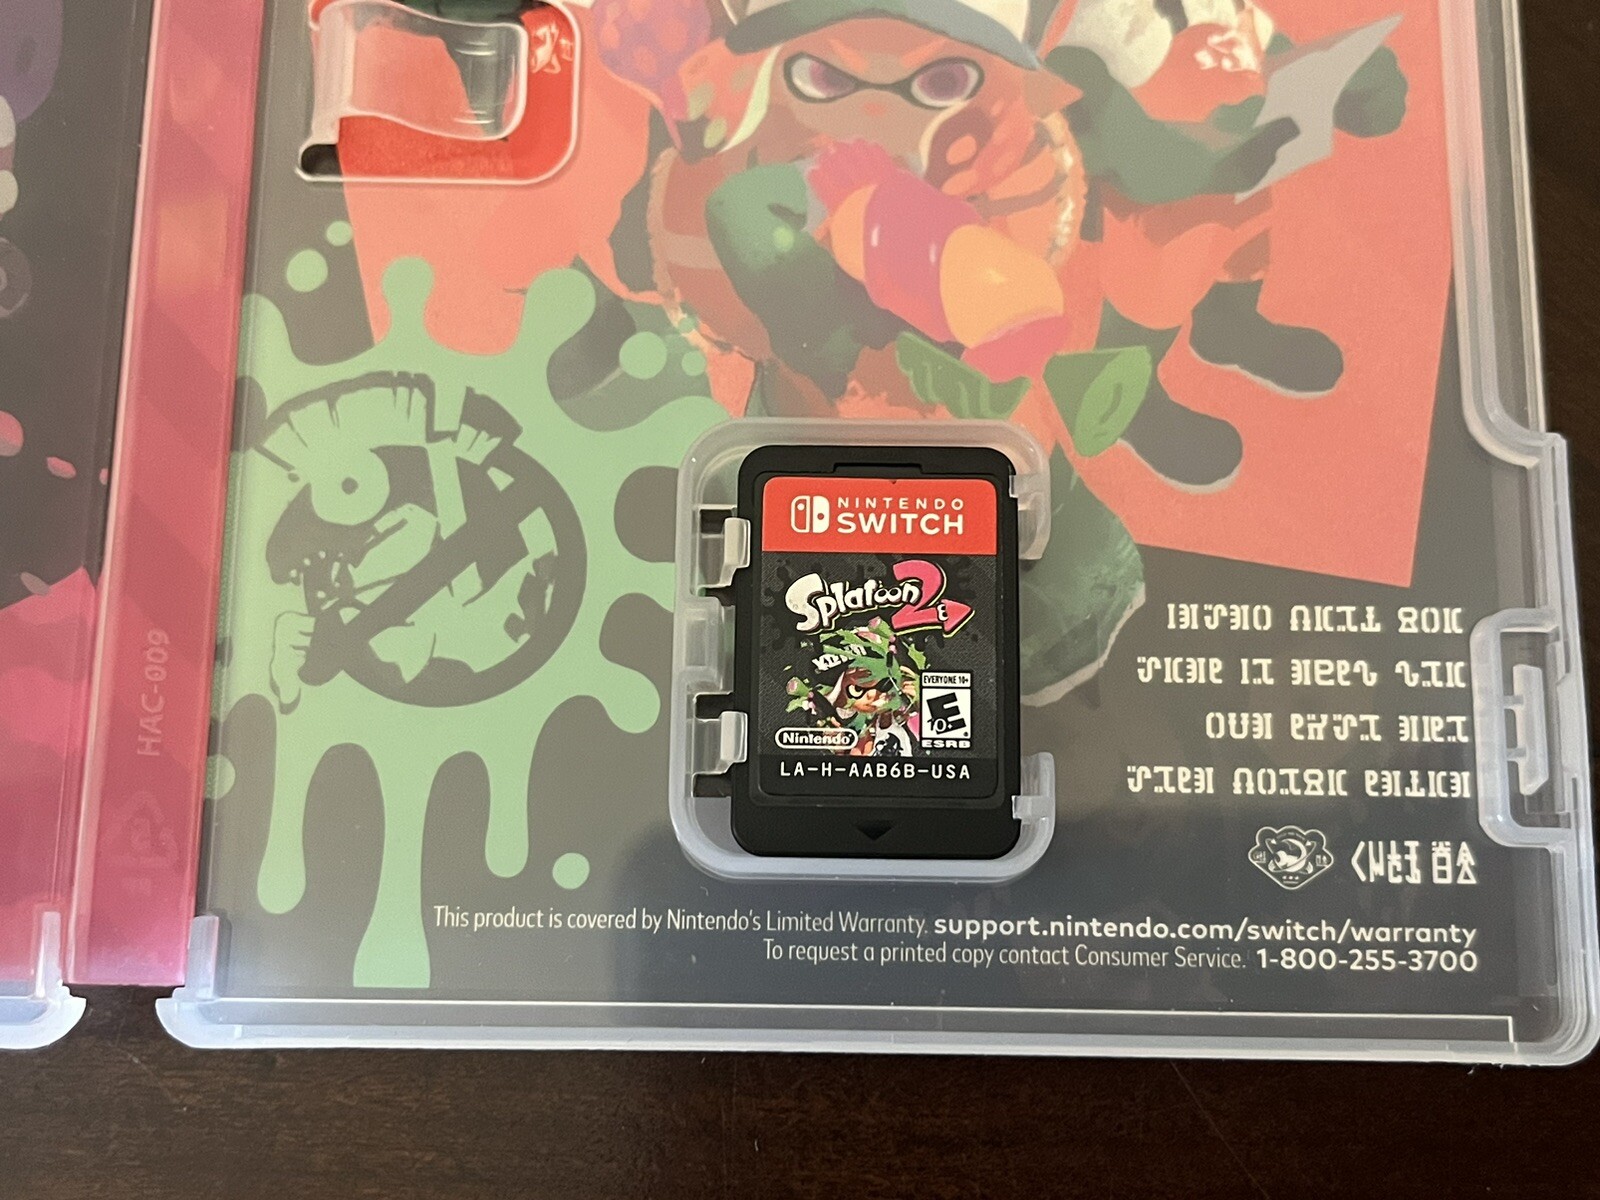 NINTENDO
SWITCH
Splatoon 2
EVERYONE 10+
E
10+
ESRB
Nintendo
LA-H-AAB6B-USA
HAC-009
This product is covered by Nintendo's Limited Warranty. support.nintendo.com/switch/warranty
To request a printed copy contact Consumer Service. 1-800-255-3700